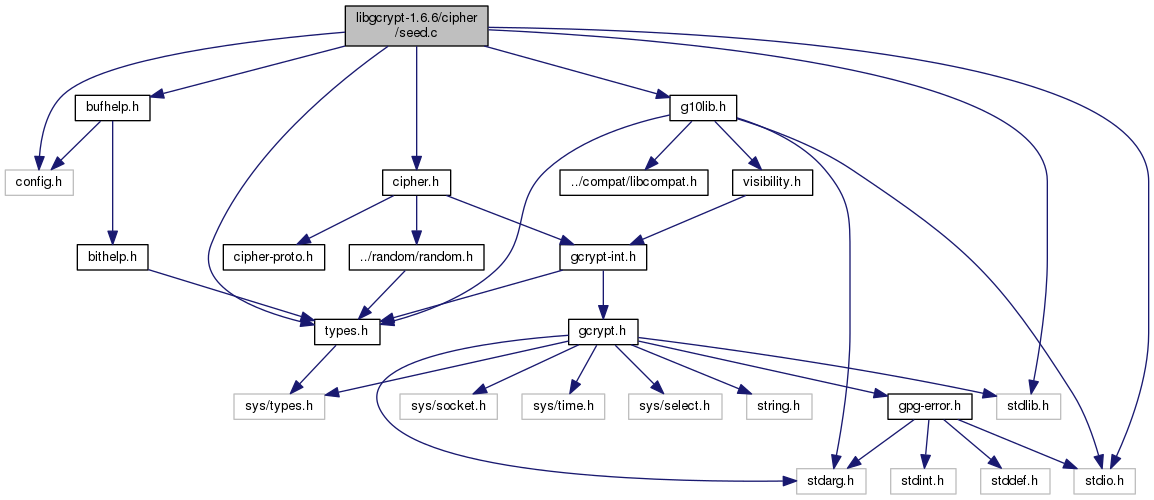 libgcrypt-1.6.6/cipher
/seed.c
bufhelp.h
g10lib.h
config.h
cipher.h
../compat/libcompat.h
visibility.h
bithelp.h
cipher-proto.h
../random/random.h
gcrypt-int.h
types.h
gcrypt.h
sys/types.h
sys/socket.h
sys/time.h
sys/select.h
string.h
gpg-error.h
stdlib.h
stdarg.h
stdint.h
stddef.h
stdio.h